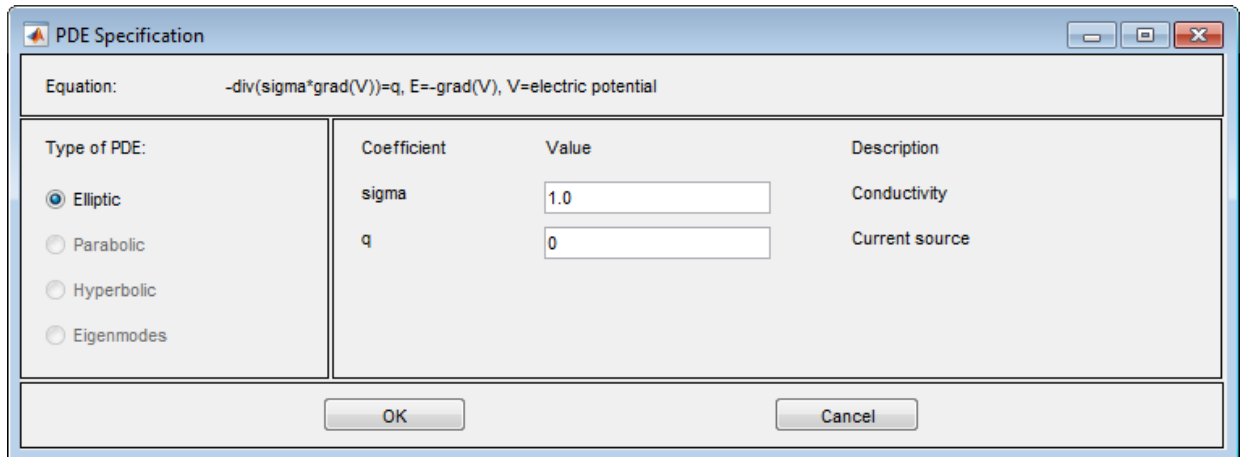 PDE Specification
Equation: -div(sigma*grad(V))=q, E=-grad(V), V=electric potential
Type of PDE:
Elliptic
Parabolic
Hyperbolic
Eigenmodes
Coefficient Value Description
sigma 1.0 Conductivity
q 0 Current source
OK Cancel